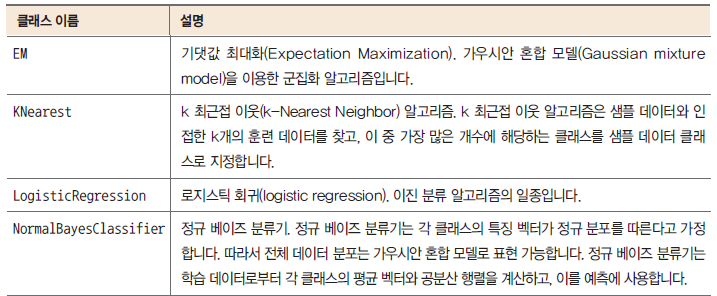 클래스 이름 설명
EM 기댓값 최대화(Expectation Maximization). 가우시안 혼합 모델(Gaussian mixture
model)을 이용한 군집화 알고리즘입니다.
KNearest k 최근접 이웃(k-Nearest Neighbor) 알고리즘. k 최근접 이웃 알고리즘은 샘플 데이터와 인
접한 k개의 훈련 데이터를 찾고, 이 중 가장 많은 개수에 해당하는 클래스를 샘플 데이터 클래
스로 지정합니다.
LogisticRegression 로지스틱 회귀(logistic regression). 이진 분류 알고리즘의 일종입니다.
NormalBayesClassifier 정규 베이즈 분류기. 정규 베이즈 분류기는 각 클래스의 특징 벡터가 정규 분포를 따른다고 가정
합니다. 따라서 전체 데이터 분포는 가우시안 혼합 모델로 표현 가능합니다. 정규 베이즈 분류기는
학습 데이터로부터 각 클래스의 평균 벡터와 공분산 행렬을 계산하고, 이를 예측에 사용합니다.